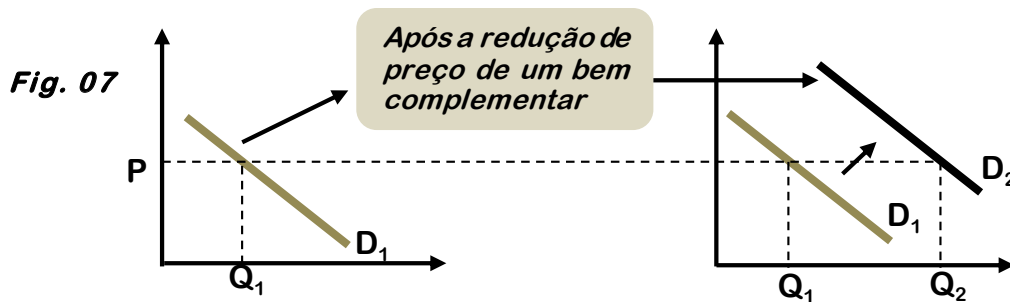 Após a redução de
preço de um bem
complementar
Fig. 07
P
D₁
Q₁
D₂
D₁
Q₁
Q₂